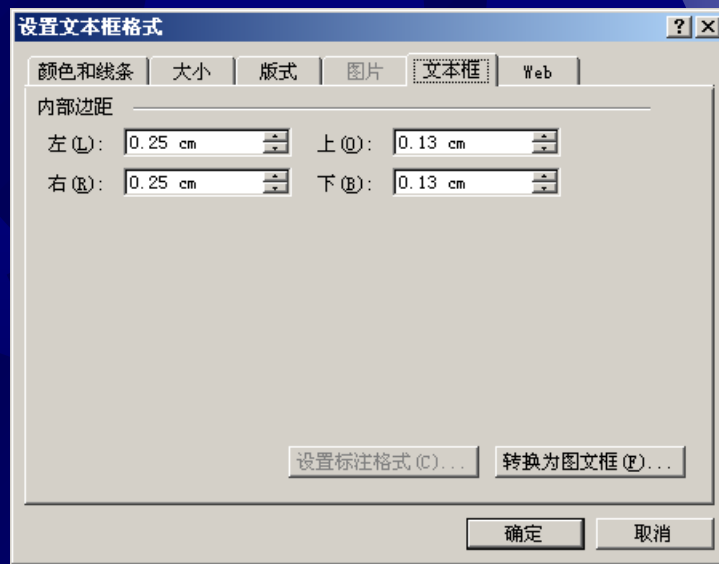 设置文本框格式
颜色和线条 大小 版式 图片 文本框 Web
内部边距
左(L): 0.25 cm 上(O): 0.13 cm
右(R): 0.25 cm 下(B): 0.13 cm
设置标注格式(C)... 转换为图文框(F)...
确定 取消